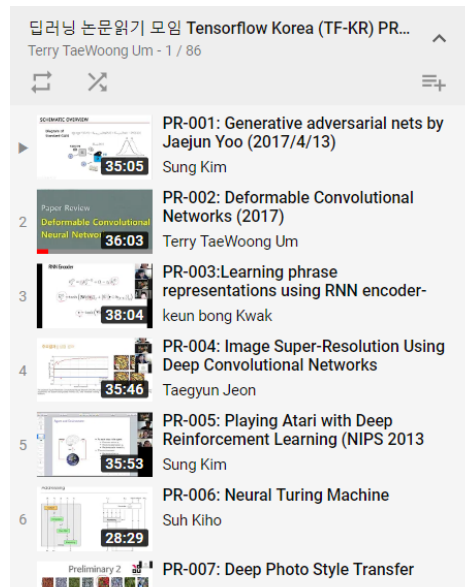 딥러닝 논문읽기 모임 Tensorflow Korea (TF-KR) PR...
Terry TaeWoong Um - 1 / 86
SCHEMATIC OVERVIEW
35:05
PR-001: Generative adversarial nets by
Jaejun Yoo (2017/4/13)
Sung Kim
2
Paper Review
Deformable Convolutional
Neural Netwo
36:03
PR-002: Deformable Convolutional
Networks (2017)
Terry TaeWoong Um
3
RNN Encoder
38:04
PR-003:Learning phrase
representations using RNN encoder-
keun bong Kwak
4
35:46
PR-004: Image Super-Resolution Using
Deep Convolutional Networks
Taegyun Jeon
5
35:53
PR-005: Playing Atari with Deep
Reinforcement Learning (NIPS 2013
Sung Kim
6
28:29
PR-006: Neural Turing Machine
Suh Kiho
Preliminary 2
PR-007: Deep Photo Style Transfer